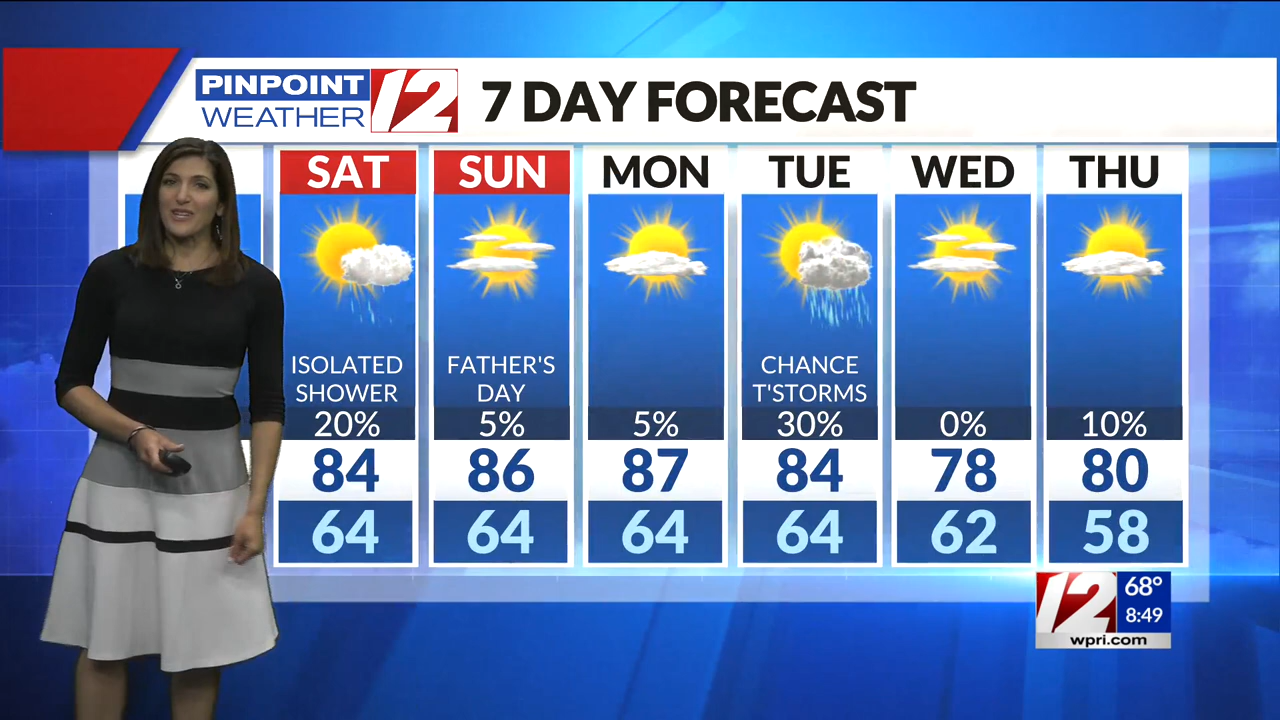 PINPOINT
WEATHER
12
7 DAY FORECAST
SAT
SUN
MON
TUE
WED
THU
ISOLATED
SHOWER
FATHER'S
DAY
CHANCE
T'STORMS
20%
5%
5%
30%
0%
10%
84
86
87
84
78
80
64
64
64
64
62
58
12
68°
8:49
wpri.com